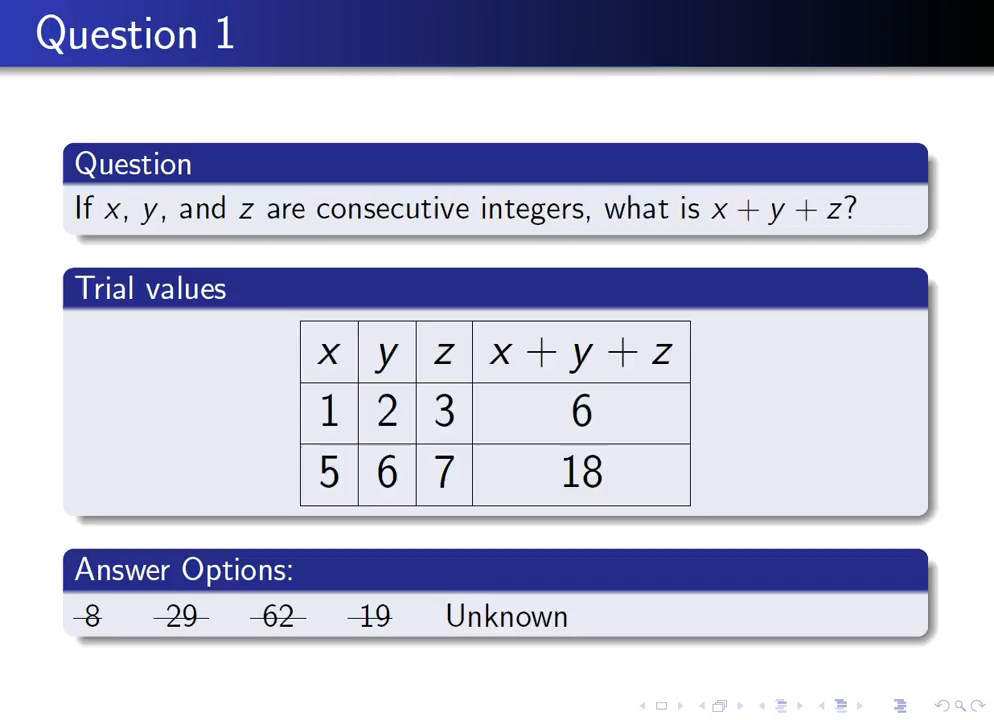 Question 1
Question
If x, y, and z are consecutive integers, what is x + y + z?
Trial values
x y z x + y + z
1 2 3 6
5 6 7 18
Answer Options:
8 29 62 19 Unknown